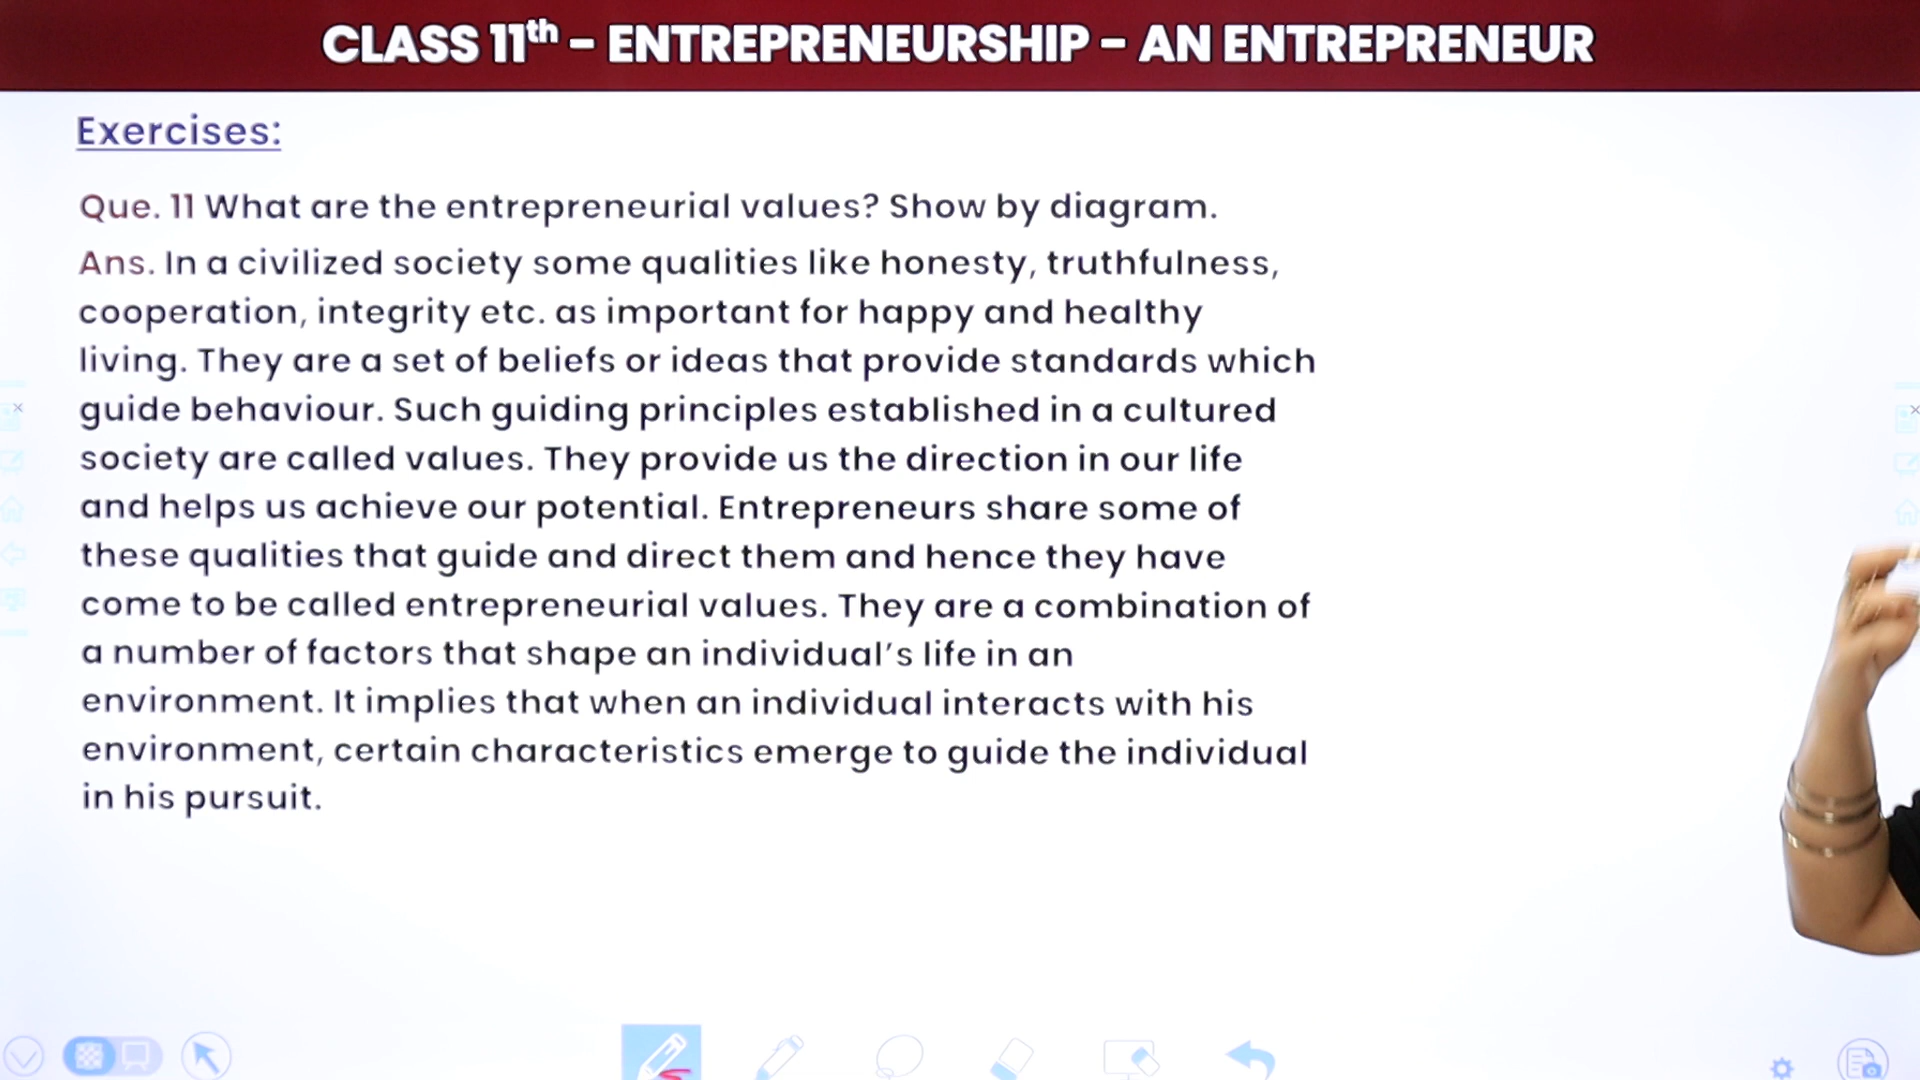 CLASS 11th – ENTREPRENEURSHIP – AN ENTREPRENEUR
Exercises:
Que. 11 What are the entrepreneurial values? Show by diagram.
Ans. In a civilized society some qualities like honesty, truthfulness,
cooperation, integrity etc. as important for happy and healthy
living. They are a set of beliefs or ideas that provide standards which
guide behaviour. Such guiding principles established in a cultured
society are called values. They provide us the direction in our life
and helps us achieve our potential. Entrepreneurs share some of
these qualities that guide and direct them and hence they have
come to be called entrepreneurial values. They are a combination of
a number of factors that shape an individual's life in an
environment. It implies that when an individual interacts with his
environment, certain characteristics emerge to guide the individual
in his pursuit.